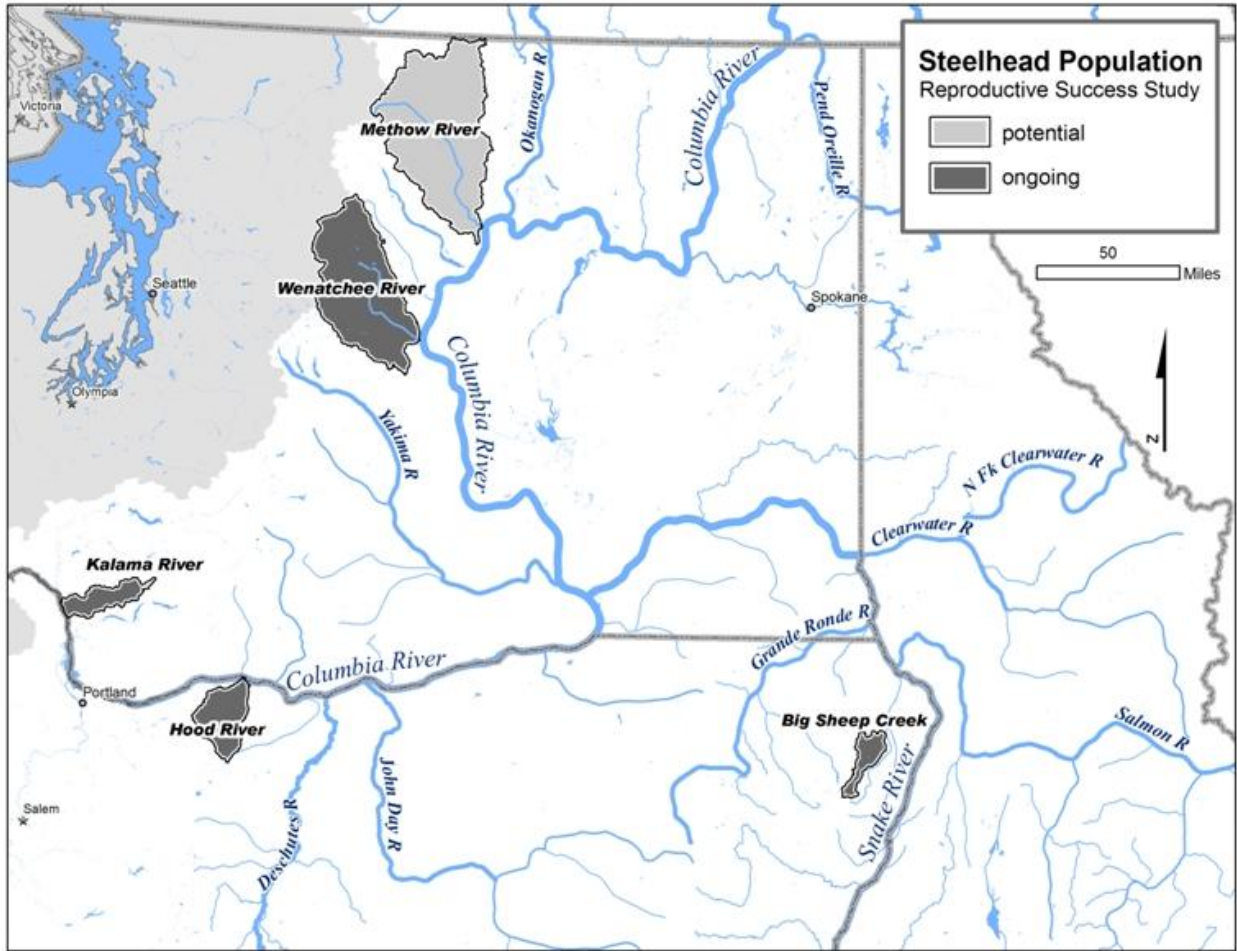 Steelhead Population
Reproductive Success Study
potential
ongoing
50
Miles
N
Victoria
Methow River
Okanogan R
Columbia River
Pend Oreille R
Wenatchee River
Seattle
Spokane
Olympia
Columbia River
Yakima R
N Fk Clearwater R
Clearwater R
Kalama River
Grande Ronde R
Columbia River
Portland
Hood River
Big Sheep Creek
Salmon R
Snake River
John Day R
Deschutes R
Salem